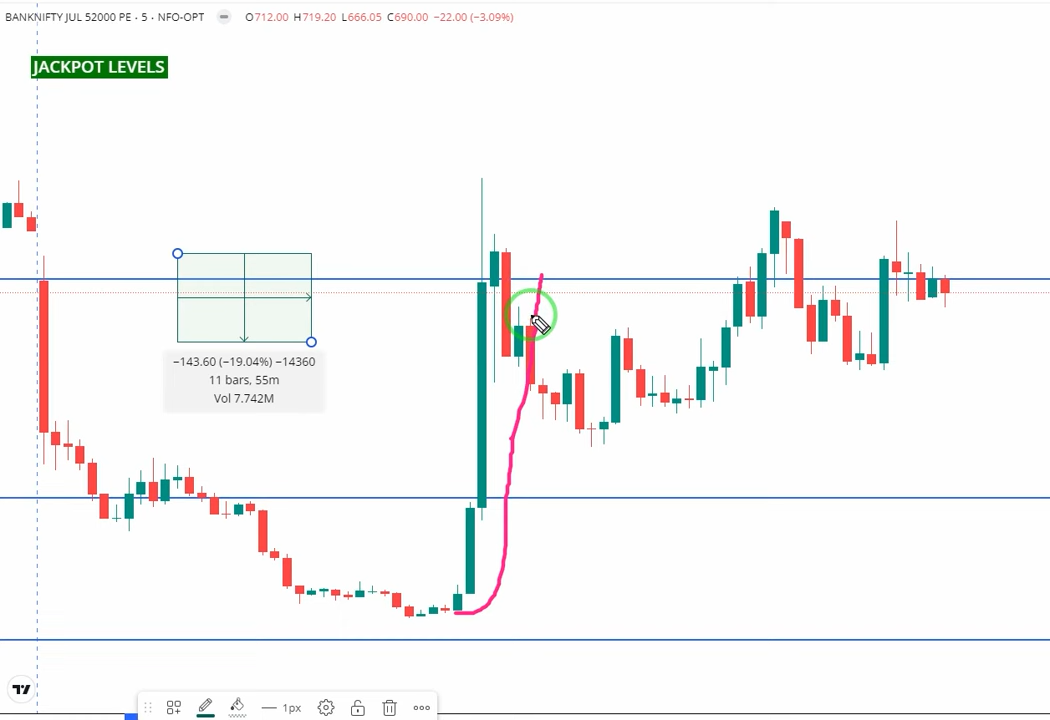 BANKNIFTY JUL 52000 PE · 5 · NFO-OPT O712.00 H719.20 L666.05 C690.00 −22.00 (−3.09%)
JACKPOT LEVELS
−143.60 (−19.04%) −14360
11 bars, 55m
Vol 7.742M
1px